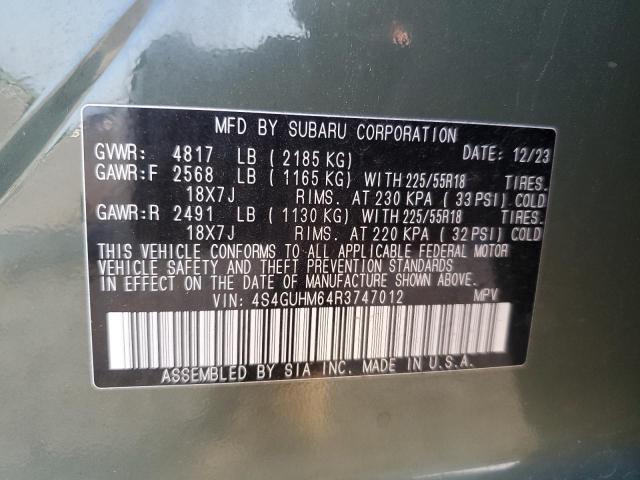 MFD BY SUBARU CORPORATION
GVWR: 4817 LB ( 2185 KG) DATE: 12/23
GAWR:F 2568 LB ( 1165 KG) WITH 225/55R18 TIRES.
18X7J RIMS. AT 230 KPA ( 33 PSI) COLD
GAWR:R 2491 LB ( 1130 KG) WITH 225/55R18 TIRES.
18X7J RIMS. AT 220 KPA ( 32 PSI) COLD
THIS VEHICLE CONFORMS TO ALL APPLICABLE FEDERAL MOTOR
VEHICLE SAFETY AND THEFT PREVENTION STANDARDS
IN EFFECT ON THE DATE OF MANUFACTURE SHOWN ABOVE.
VIN: 4S4GUHM64R3747012 MPV
ASSEMBLED BY SIA INC. MADE IN U.S.A.